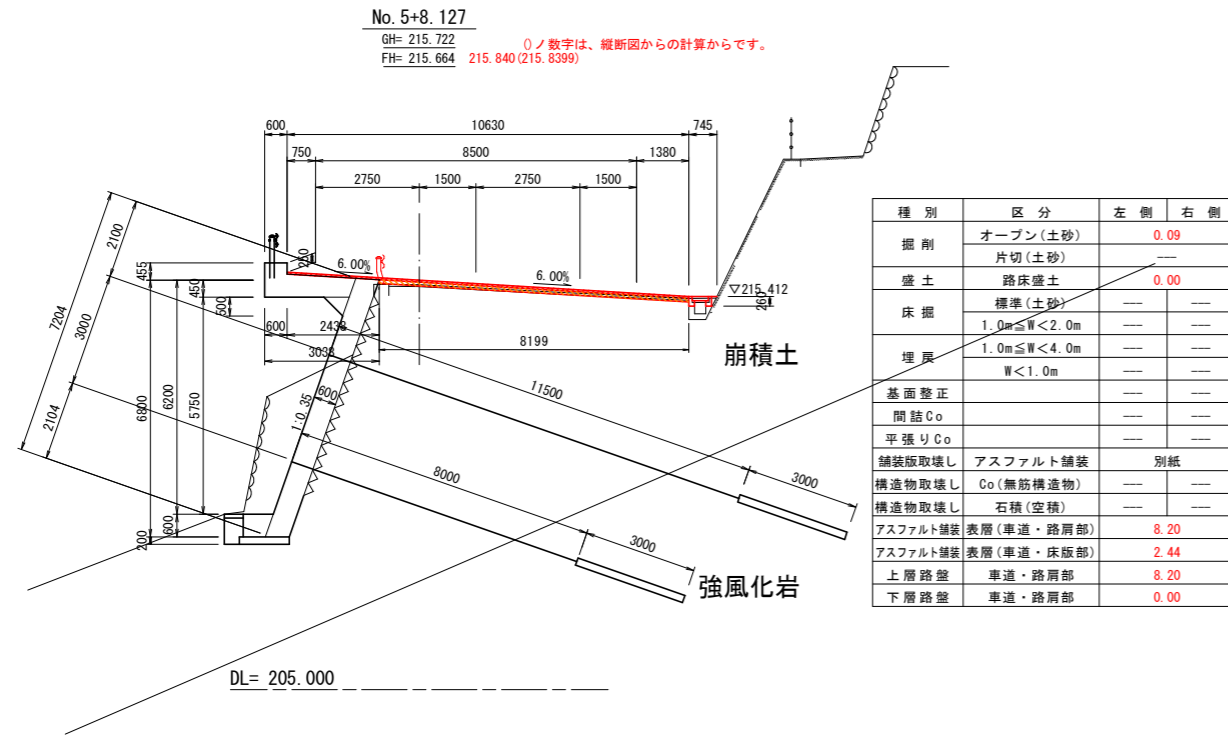 No. 5+8. 127
GH= 215. 722
()ノ数字は、縦断図からの計算からです。
FH= 215. 664 215. 840(215. 8399)
600 10630 745
750 8500 1380
2750 1500 2750 1500
2100
7204
3000
2104
455
250
6.00%
6.00%
450
500
▽215.412
260
600 2438
3038
8199
崩積土
6800
6200
5750
1:0.35
600
11500
3000
8000
3000
600
200
強風化岩
DL= 205. 000
種 別 区 分 左 側 右 側
掘 削 オープン(土砂) 0. 09
片切(土砂) ---
盛 土 路床盛土 0. 00
床 掘 標準(土砂) --- ---
1.0m≦W<2.0m --- ---
埋 戻 1.0m≦W<4.0m --- ---
W<1.0m --- ---
基面整正 --- ---
間詰Co --- ---
平張りCo --- ---
舗装版取壊し アスファルト舗装 別紙
構造物取壊し Co(無筋構造物) --- ---
構造物取壊し 石積(空積) --- ---
アスファルト舗装 表層(車道・路肩部) 8. 20
アスファルト舗装 表層(車道・床版部) 2. 44
上層路盤 車道・路肩部 8. 20
下層路盤 車道・路肩部 0. 00